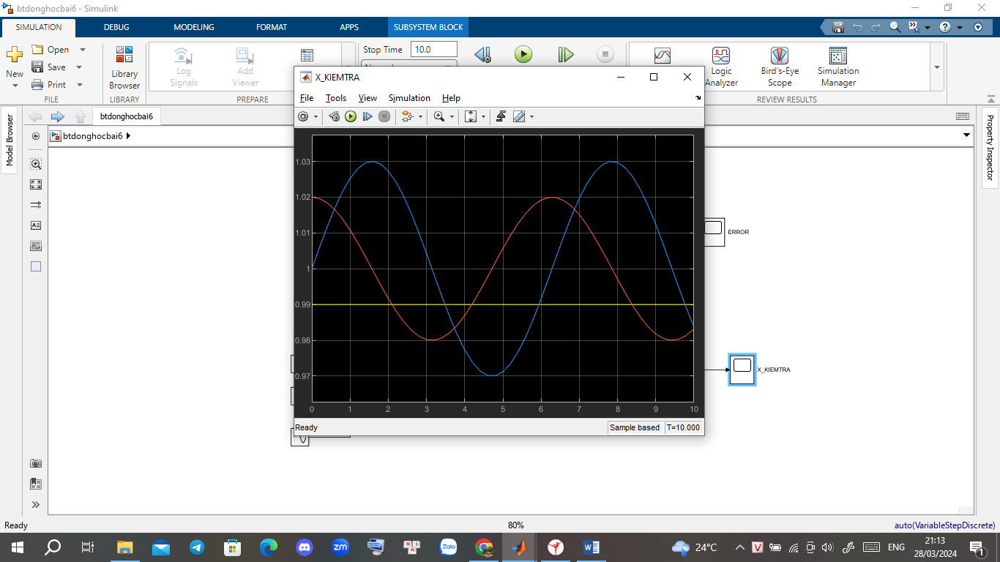 btdonghocbai6 - Simulink
SIMULATION DEBUG MODELING FORMAT APPS SUBSYSTEM BLOCK
New
Open
Save
Print
FILE
Library
Browser
LIBRARY
Log
Signals
Add
Viewer
PREPARE
Stop Time 10.0
Logic
Analyzer
Bird's-Eye
Scope
Simulation
Manager
REVIEW RESULTS
Model Browser
btdonghocbai6
btdonghocbai6
Property Inspector
X_KIEMTRA
File Tools View Simulation Help
1.03
1.02
1.01
1
0.99
0.98
0.97
0 1 2 3 4 5 6 7 8 9 10
Ready Sample based T=10.000
ERROR
X_KIEMTRA
Ready 80% auto(VariableStepDiscrete)
zm
Zalo
24°C
ENG
21:13
28/03/2024
1